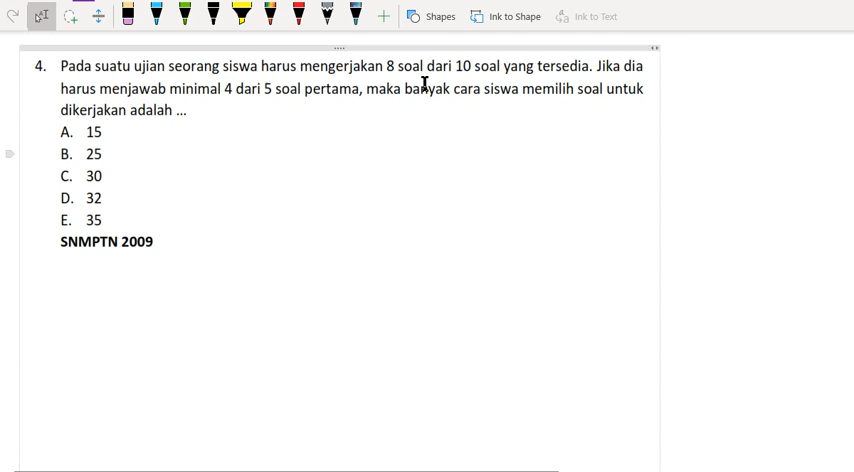 Shapes Ink to Shape Ink to Text
4. Pada suatu ujian seorang siswa harus mengerjakan 8 soal dari 10 soal yang tersedia. Jika dia
harus menjawab minimal 4 dari 5 soal pertama, maka banyak cara siswa memilih soal untuk
dikerjakan adalah ...
A. 15
B. 25
C. 30
D. 32
E. 35
SNMPTN 2009